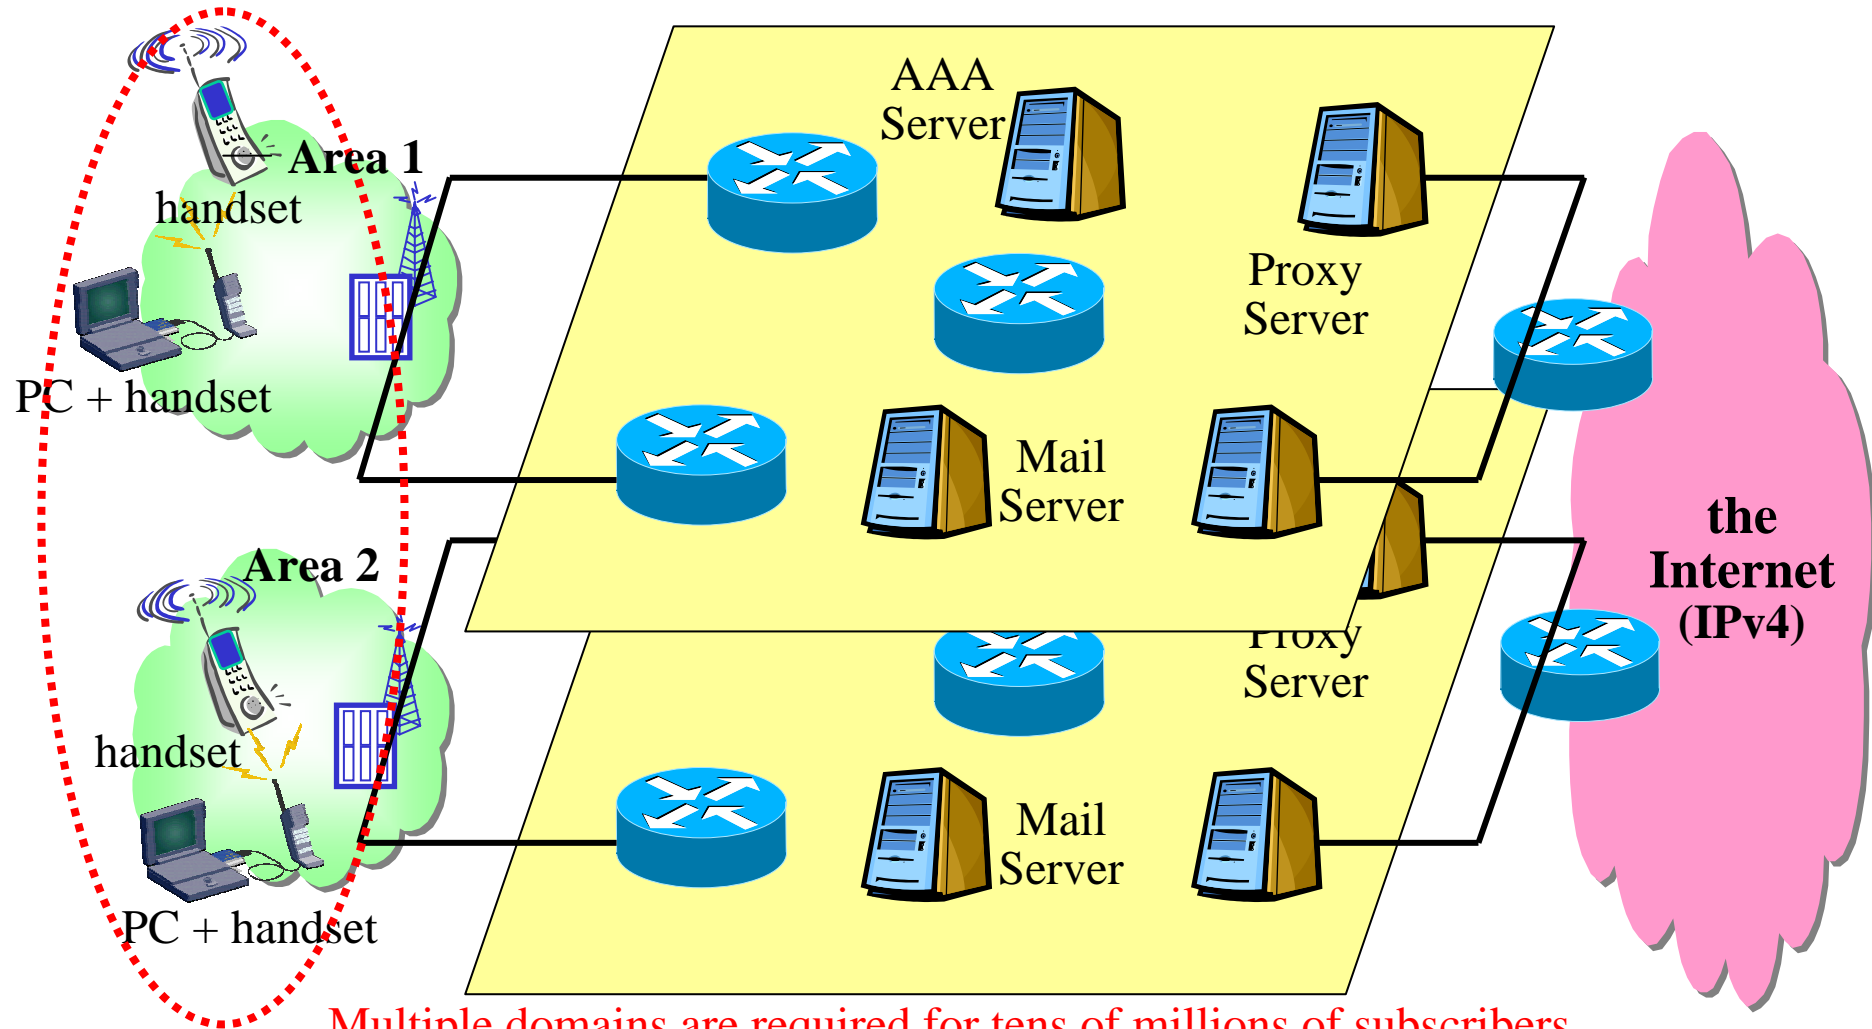 AAA
Server
Area 1
handset
Proxy
Server
PC + handset
Mail
Server
the
Internet
(IPv4)
Area 2
Proxy
Server
handset
Mail
Server
PC + handset
Multiple domains are required for tens of millions of subscribers